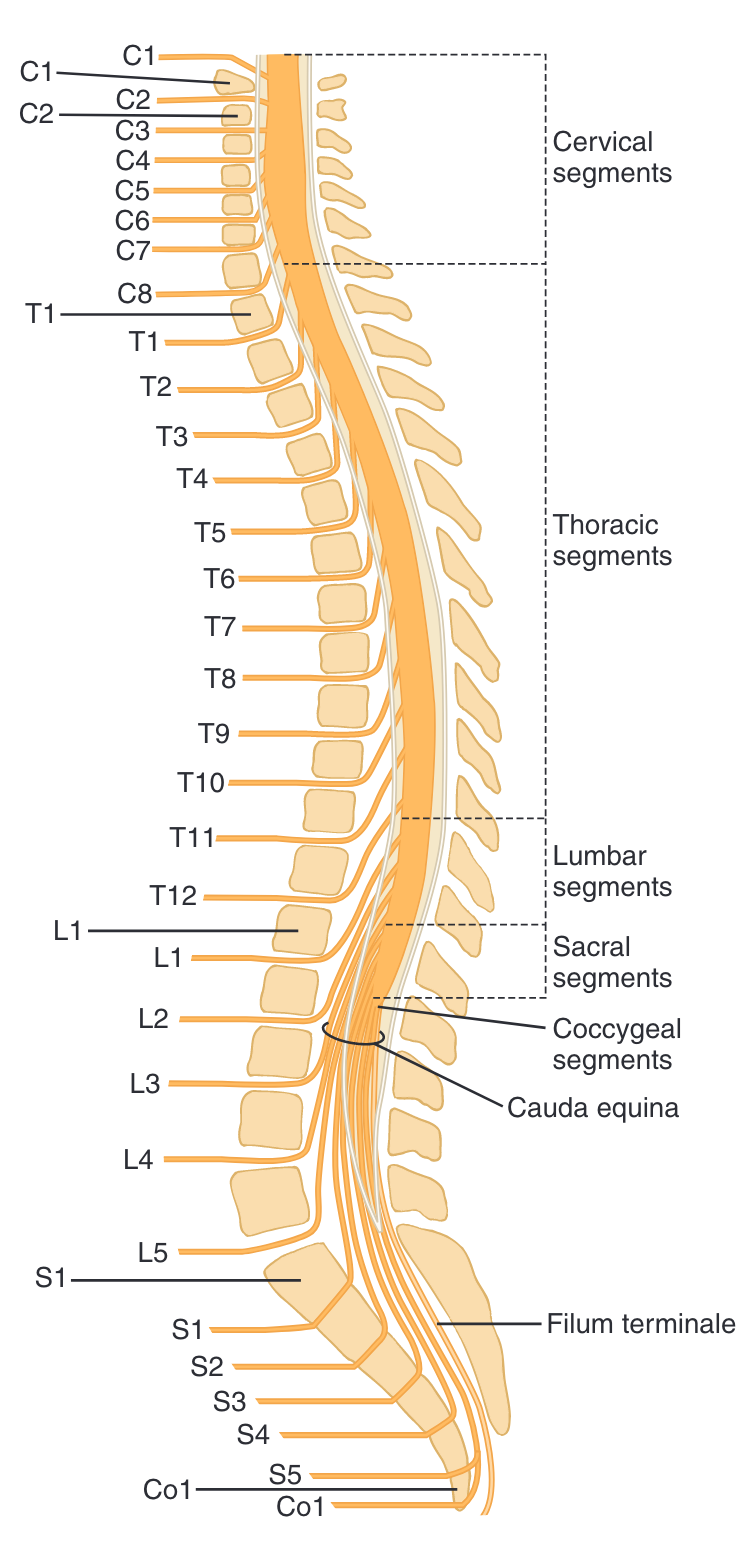 C1
C1
C2
C2
C3
C4
C5
C6
C7
C8
T1
T1
T2
T3
T4
T5
T6
T7
T8
T9
T10
T11
T12
L1
L1
L2
L3
L4
L5
S1
S1
S2
S3
S4
S5
Co1
Co1
Cervical
segments
Thoracic
segments
Lumbar
segments
Sacral
segments
Coccygeal
segments
Cauda equina
Filum terminale